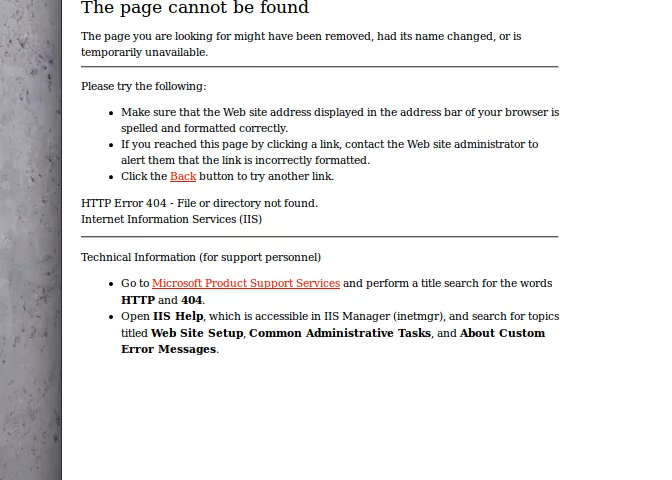 The page cannot be found
The page you are looking for might have been removed, had its name changed, or is
temporarily unavailable.
Please try the following:
Make sure that the Web site address displayed in the address bar of your browser is
spelled and formatted correctly.
If you reached this page by clicking a link, contact the Web site administrator to
alert them that the link is incorrectly formatted.
Click the Back button to try another link.
HTTP Error 404 - File or directory not found.
Internet Information Services (IIS)
Technical Information (for support personnel)
Go to Microsoft Product Support Services and perform a title search for the words
HTTP and 404.
Open IIS Help, which is accessible in IIS Manager (inetmgr), and search for topics
titled Web Site Setup, Common Administrative Tasks, and About Custom
Error Messages.